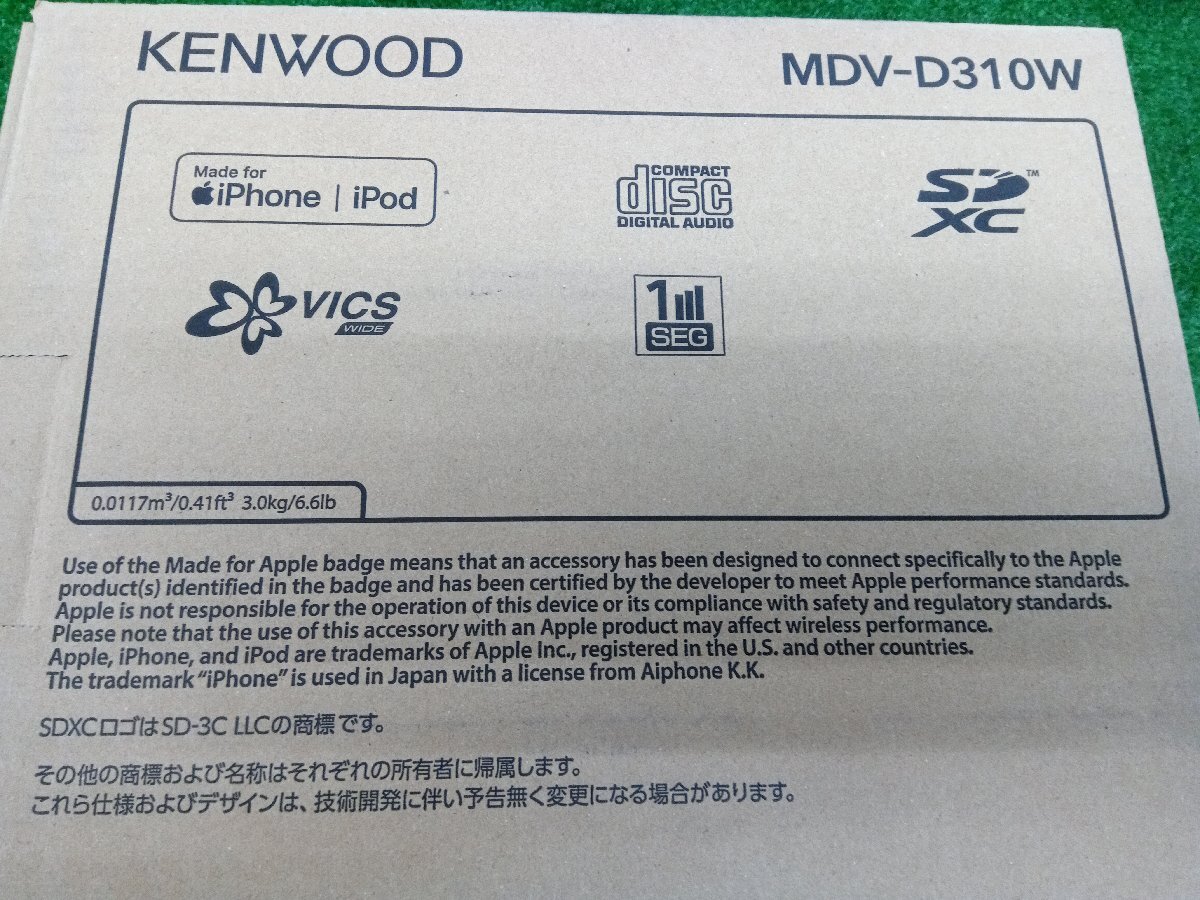 KENWOOD
MDV-D310W
Made for
iPhone | iPod
COMPACT
disc
DIGITAL AUDIO
SD™
XC
VICS
WIDE
1
SEG
0.0117m³/0.41ft³ 3.0kg/6.6lb
Use of the Made for Apple badge means that an accessory has been designed to connect specifically to the Apple
product(s) identified in the badge and has been certified by the developer to meet Apple performance standards.
Apple is not responsible for the operation of this device or its compliance with safety and regulatory standards.
Please note that the use of this accessory with an Apple product may affect wireless performance.
Apple, iPhone, and iPod are trademarks of Apple Inc., registered in the U.S. and other countries.
The trademark “iPhone” is used in Japan with a license from Aiphone K.K.
SDXCロゴはSD-3C LLCの商標です。
その他の商標および名称はそれぞれの所有者に帰属します。
これら仕様およびデザインは、技術開発に伴い予告無く変更になる場合があります。